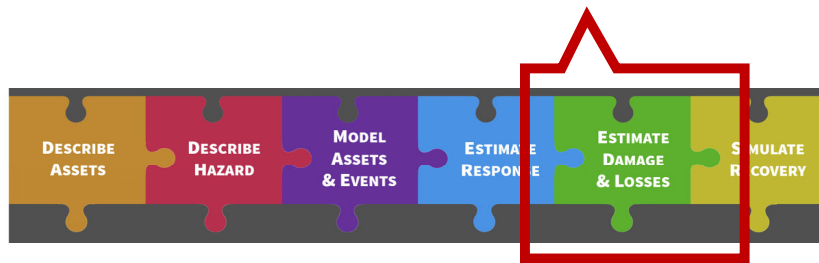 DESCRIBE
ASSETS
DESCRIBE
HAZARD
MODEL
ASSETS
& EVENTS
ESTIMATE
RESPONSE
ESTIMATE
DAMAGE
& LOSSES
SIMULATE
RECOVERY